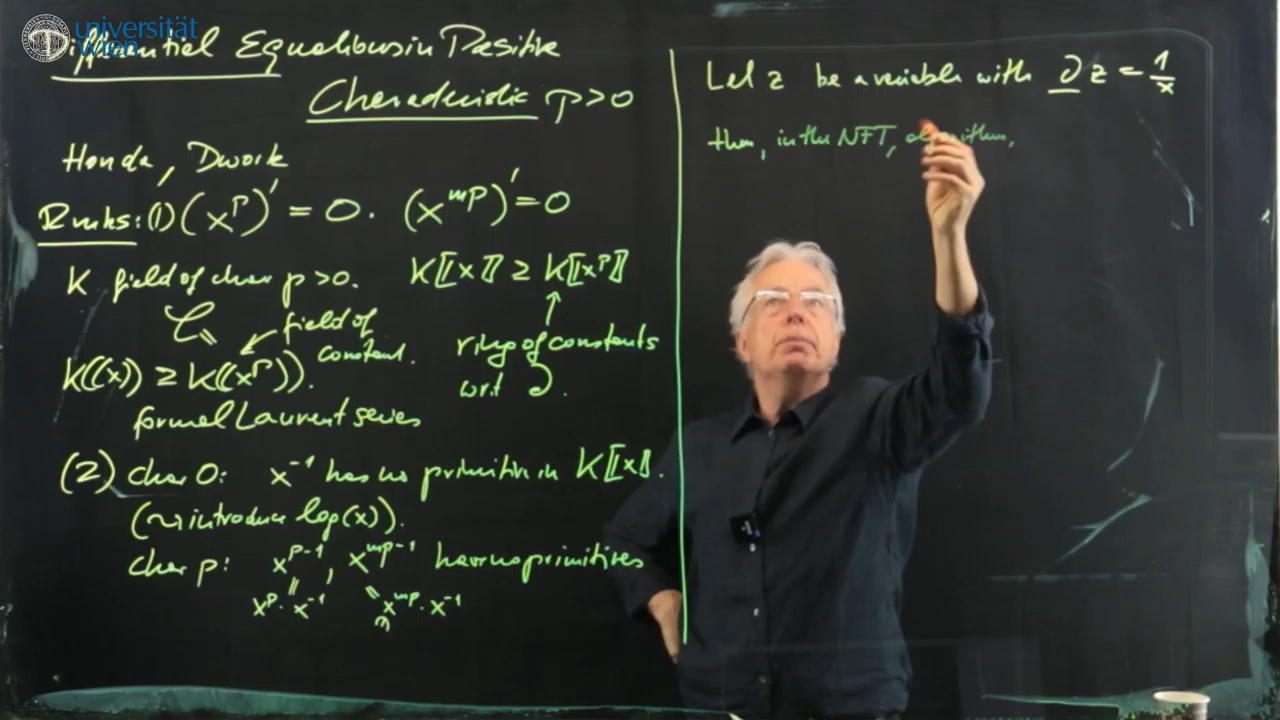 universität
wien
Differential Equations in Positive
Characteristic p>0
Honda, Dwork
Rmks: (1) (x^p)' = 0. (x^{mp})' = 0
K field of char p>0. K[[x]] ≥ K[[x^p]]
field of constant.
↑ ring of constants
wrt ∂.
K((x)) ≥ K((x^p)).
formal Laurent series
(2) char 0: x^{-1} has no primitive in K[[x]].
(~> introduce log(x)).
char p: x^{p-1}, x^{mp-1} have no primitives
x^p · x^{-1} x^{mp} · x^{-1}
Let z be a variable with ∂z = 1/x
then, in the NFT,